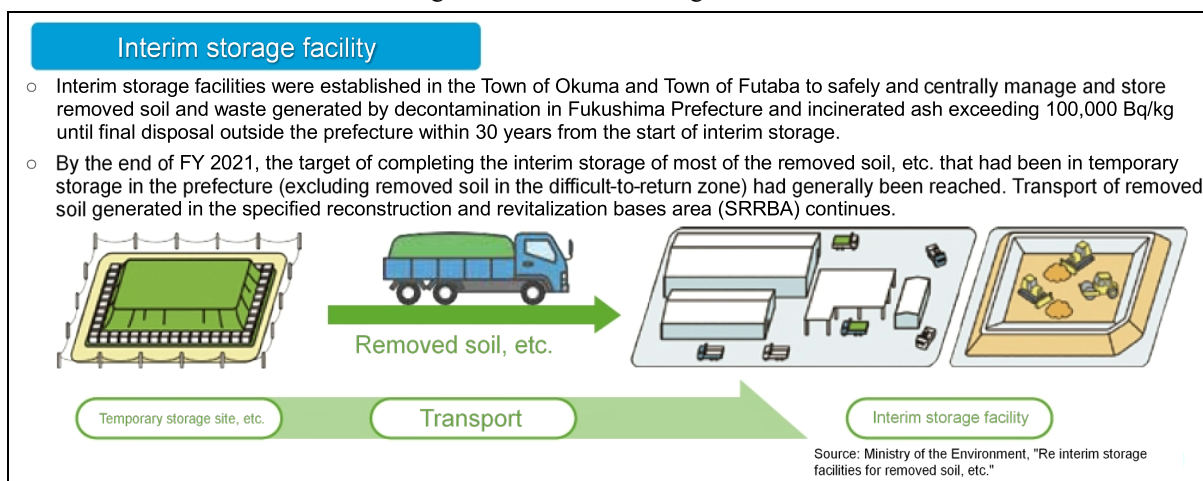 Interim storage facility
○ Interim storage facilities were established in the Town of Okuma and Town of Futaba to safely and centrally manage and store
removed soil and waste generated by decontamination in Fukushima Prefecture and incinerated ash exceeding 100,000 Bq/kg
until final disposal outside the prefecture within 30 years from the start of interim storage.
○ By the end of FY 2021, the target of completing the interim storage of most of the removed soil, etc. that had been in temporary
storage in the prefecture (excluding removed soil in the difficult-to-return zone) had generally been reached. Transport of removed
soil generated in the specified reconstruction and revitalization bases area (SRRBA) continues.
Removed soil, etc.
Temporary storage site, etc.
Transport
Interim storage facility
Source: Ministry of the Environment, "Re interim storage
facilities for removed soil, etc."